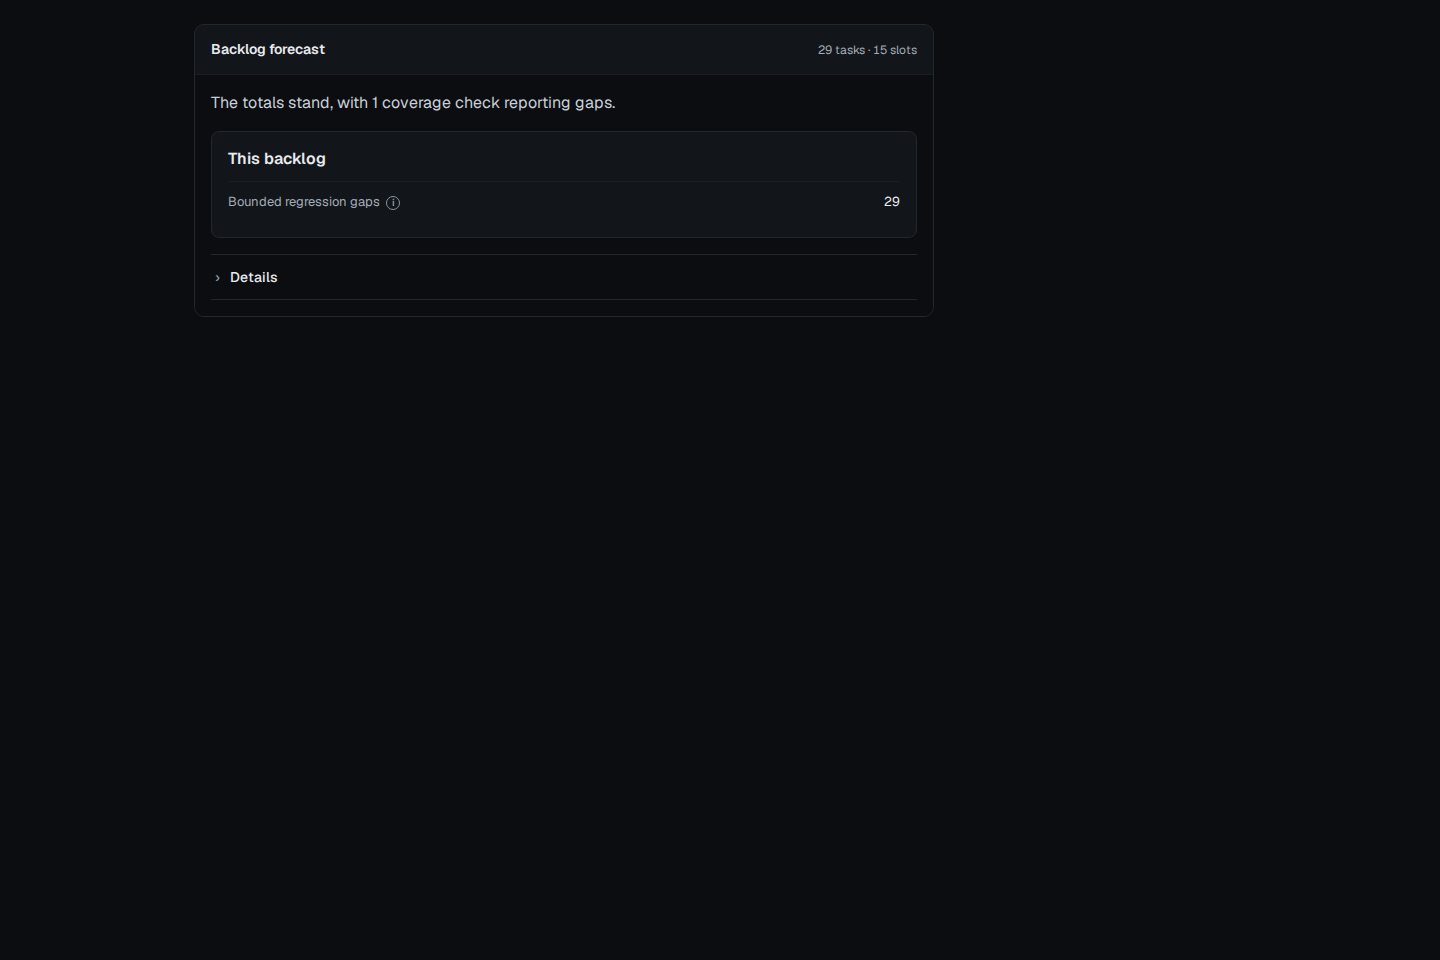 Backlog forecast
29 tasks · 15 slots
The totals stand, with 1 coverage check reporting gaps.
This backlog
Bounded regression gaps
29
Details